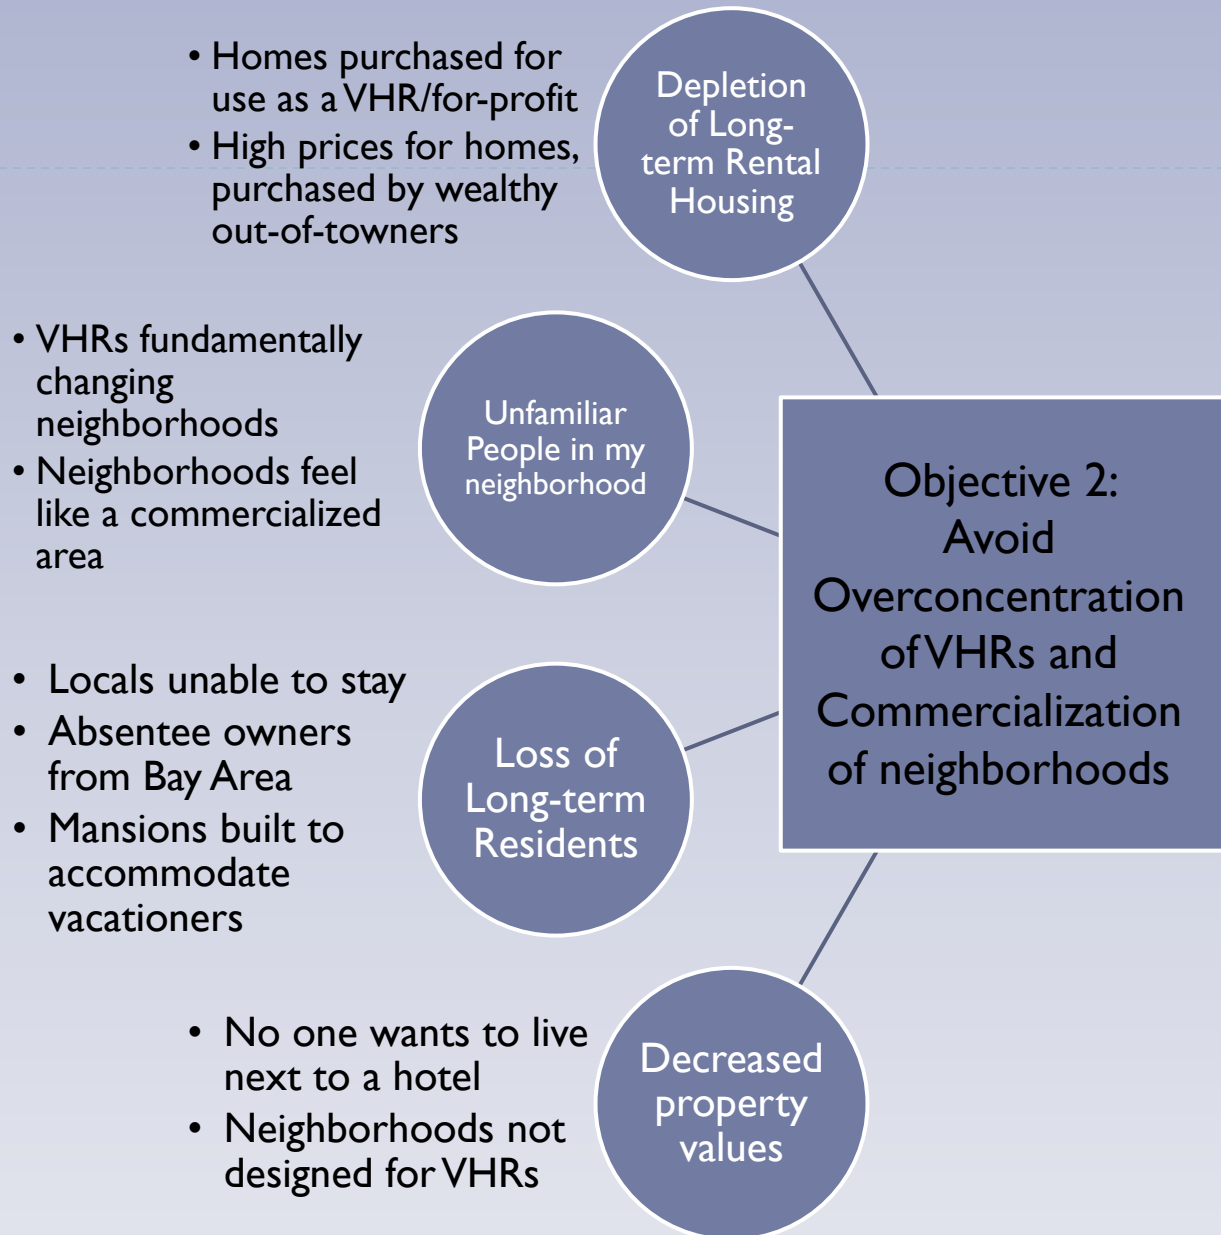 • Homes purchased for
use as a VHR/for-profit
• High prices for homes,
purchased by wealthy
out-of-towners
Depletion
of Long-
term Rental
Housing
• VHRs fundamentally
changing
neighborhoods
• Neighborhoods feel
like a commercialized
area
Unfamiliar
People in my
neighborhood
• Locals unable to stay
• Absentee owners
from Bay Area
• Mansions built to
accommodate
vacationers
Loss of
Long-term
Residents
• No one wants to live
next to a hotel
• Neighborhoods not
designed for VHRs
Decreased
property
values
Objective 2:
Avoid
Overconcentration
of VHRs and
Commercialization
of neighborhoods